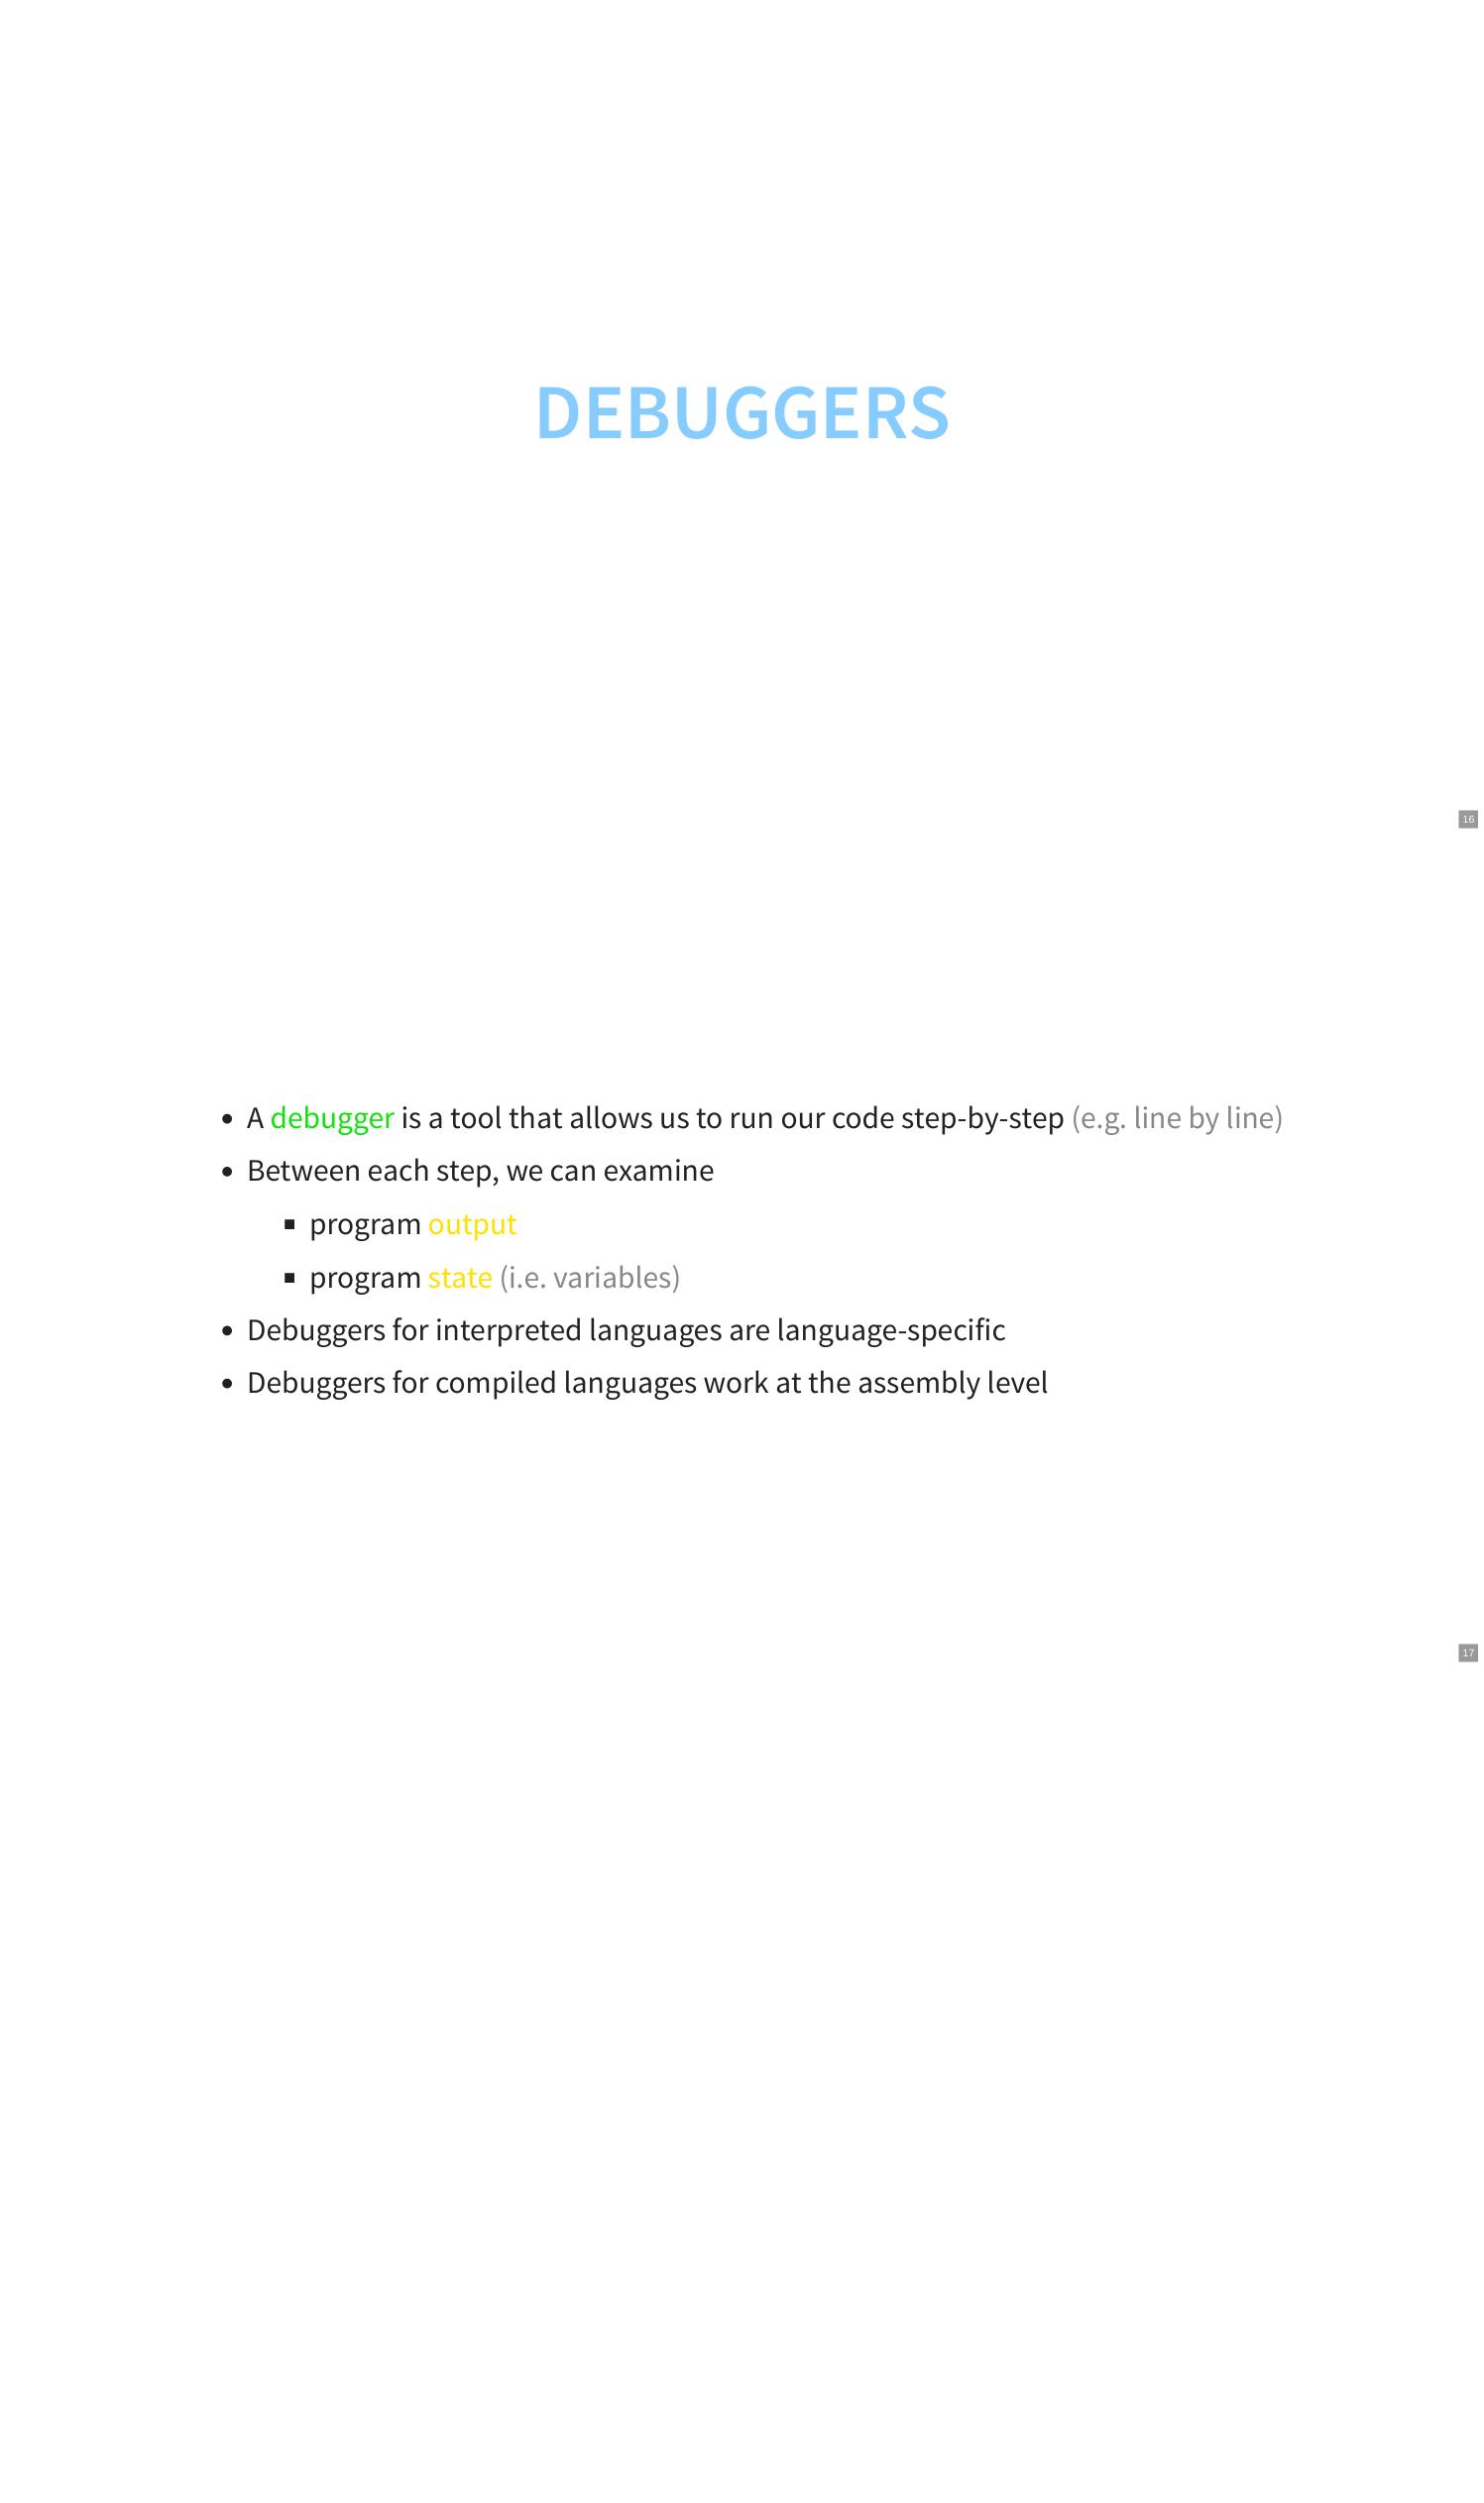 DEBUGGERS
16
• A debugger is a tool that allows us to run our code step-by-step (e.g. line by line)
• Between each step, we can examine
▪ program output
▪ program state (i.e. variables)
• Debuggers for interpreted languages are language-specific
• Debuggers for compiled languages work at the assembly level
17